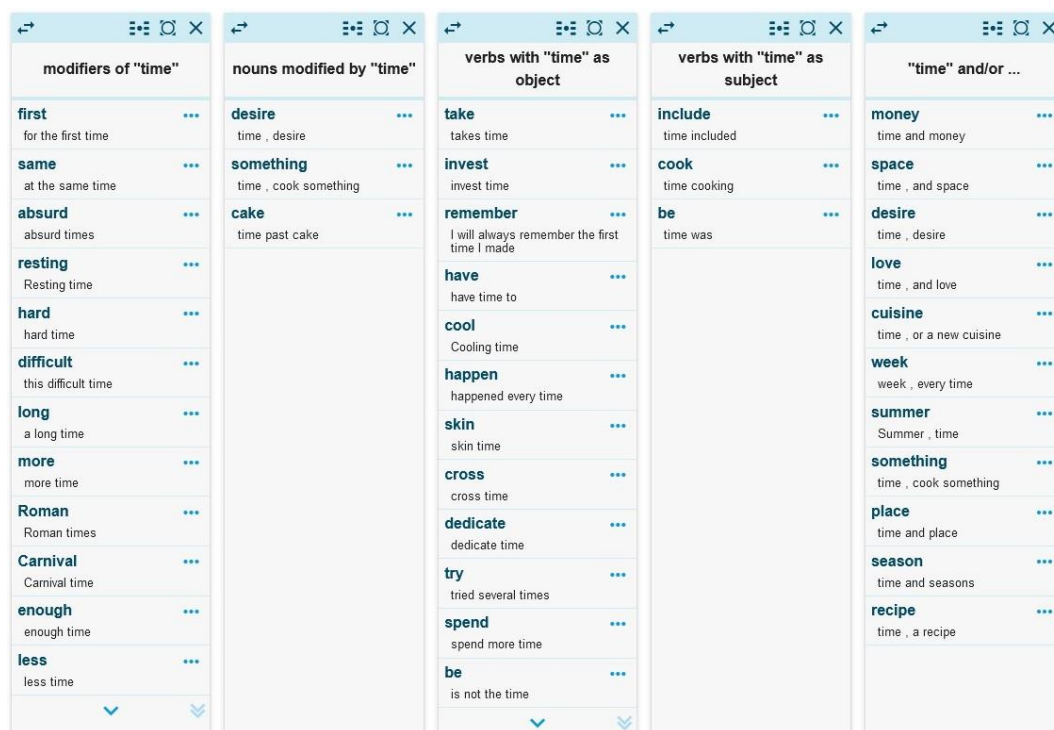 modifiers of "time"
first
for the first time
same
at the same time
absurd
absurd times
resting
Resting time
hard
hard time
difficult
this difficult time
long
a long time
more
more time
Roman
Roman times
Carnival
Carnival time
enough
enough time
less
less time
nouns modified by "time"
desire
time , desire
something
time , cook something
cake
time past cake
verbs with "time" as
object
take
takes time
invest
invest time
remember
I will always remember the first
time I made
have
have time to
cool
Cooling time
happen
happened every time
skin
skin time
cross
cross time
dedicate
dedicate time
try
tried several times
spend
spend more time
be
is not the time
verbs with "time" as
subject
include
time included
cook
time cooking
be
time was
"time" and/or ...
money
time and money
space
time , and space
desire
time , desire
love
time , and love
cuisine
time , or a new cuisine
week
week , every time
summer
Summer , time
something
time , cook something
place
time and place
season
time and seasons
recipe
time , a recipe